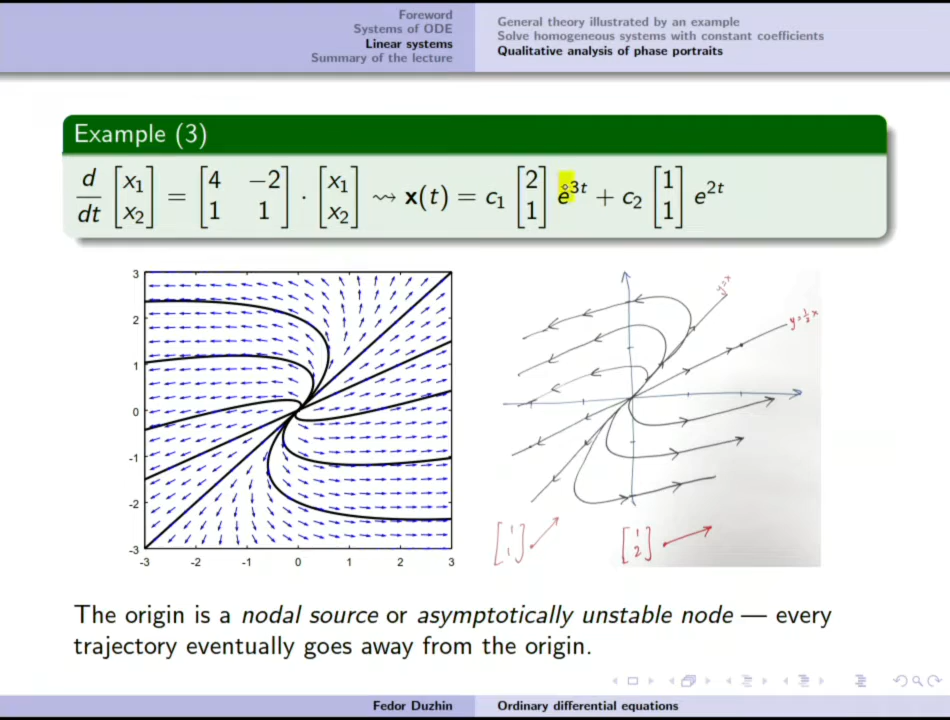 Foreword
Systems of ODE
Linear systems
Summary of the lecture
General theory illustrated by an example
Solve homogeneous systems with constant coefficients
Qualitative analysis of phase portraits
Example (3)
d/dt [x₁ x₂] = [4 −2; 1 1] · [x₁ x₂] ⇝ x(t) = c₁ [2 1] e³ᵗ + c₂ [1 1] e²ᵗ
3
2
1
0
-1
-2
-3
-3 -2 -1 0 1 2 3
y=x
y=½x
[1 1]
[1 2]
The origin is a nodal source or asymptotically unstable node — every
trajectory eventually goes away from the origin.
Fedor Duzhin
Ordinary differential equations